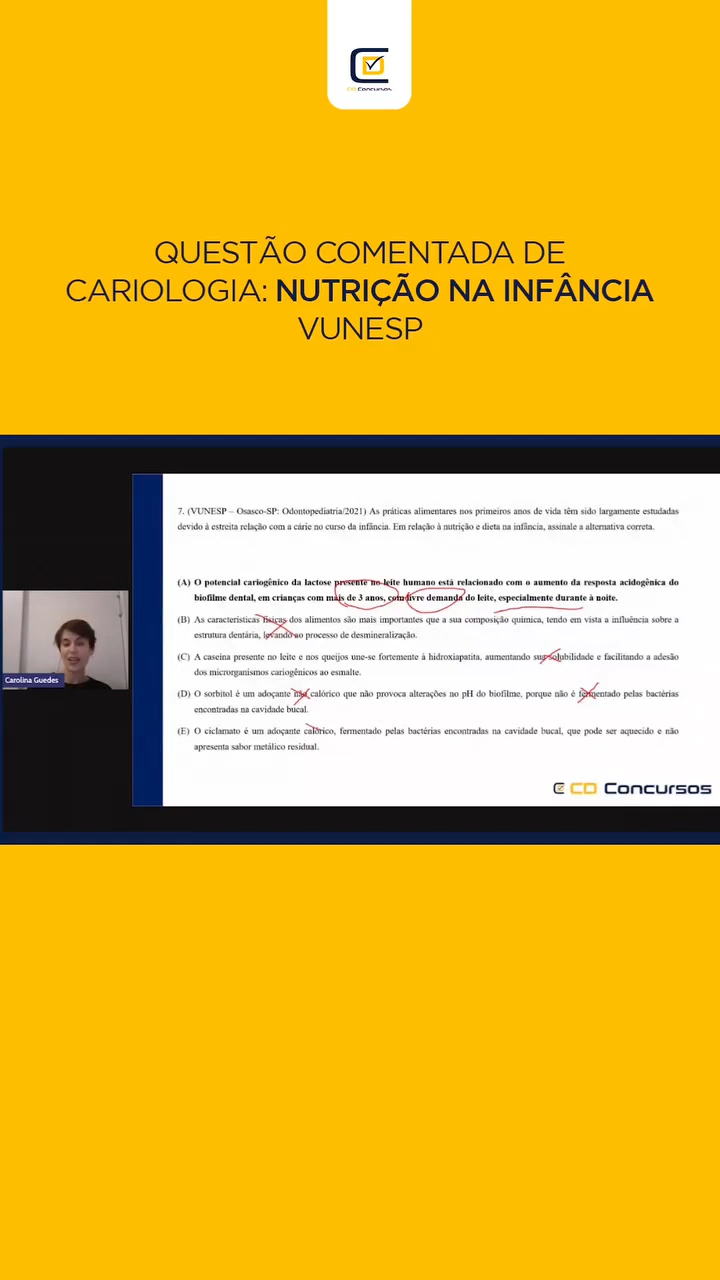 CD Concursos
QUESTÃO COMENTADA DE
CARIOLOGIA: NUTRIÇÃO NA INFÂNCIA
VUNESP
7. (VUNESP – Osasco-SP: Odontopediatria/2021) As práticas alimentares nos primeiros anos de vida têm sido largamente estudadas
devido à estreita relação com a cárie no curso da infância. Em relação à nutrição e dieta na infância, assinale a alternativa correta.
(A) O potencial cariogênico da lactose presente no leite humano está relacionado com o aumento da resposta acidogênica do
biofilme dental, em crianças com mais de 3 anos, com livre demanda do leite, especialmente durante à noite.
(B) As características físicas dos alimentos são mais importantes que a sua composição química, tendo em vista a influência sobre a
estrutura dentária, levando ao processo de desmineralização.
(C) A caseína presente no leite e nos queijos une-se fortemente à hidroxiapatita, aumentando sua solubilidade e facilitando a adesão
dos microrganismos cariogênicos ao esmalte.
(D) O sorbitol é um adoçante não calórico que não provoca alterações no pH do biofilme, porque não é fermentado pelas bactérias
encontradas na cavidade bucal.
(E) O ciclamato é um adoçante calórico, fermentado pelas bactérias encontradas na cavidade bucal, que pode ser aquecido e não
apresenta sabor metálico residual.
Carolina Guedes
CD Concursos